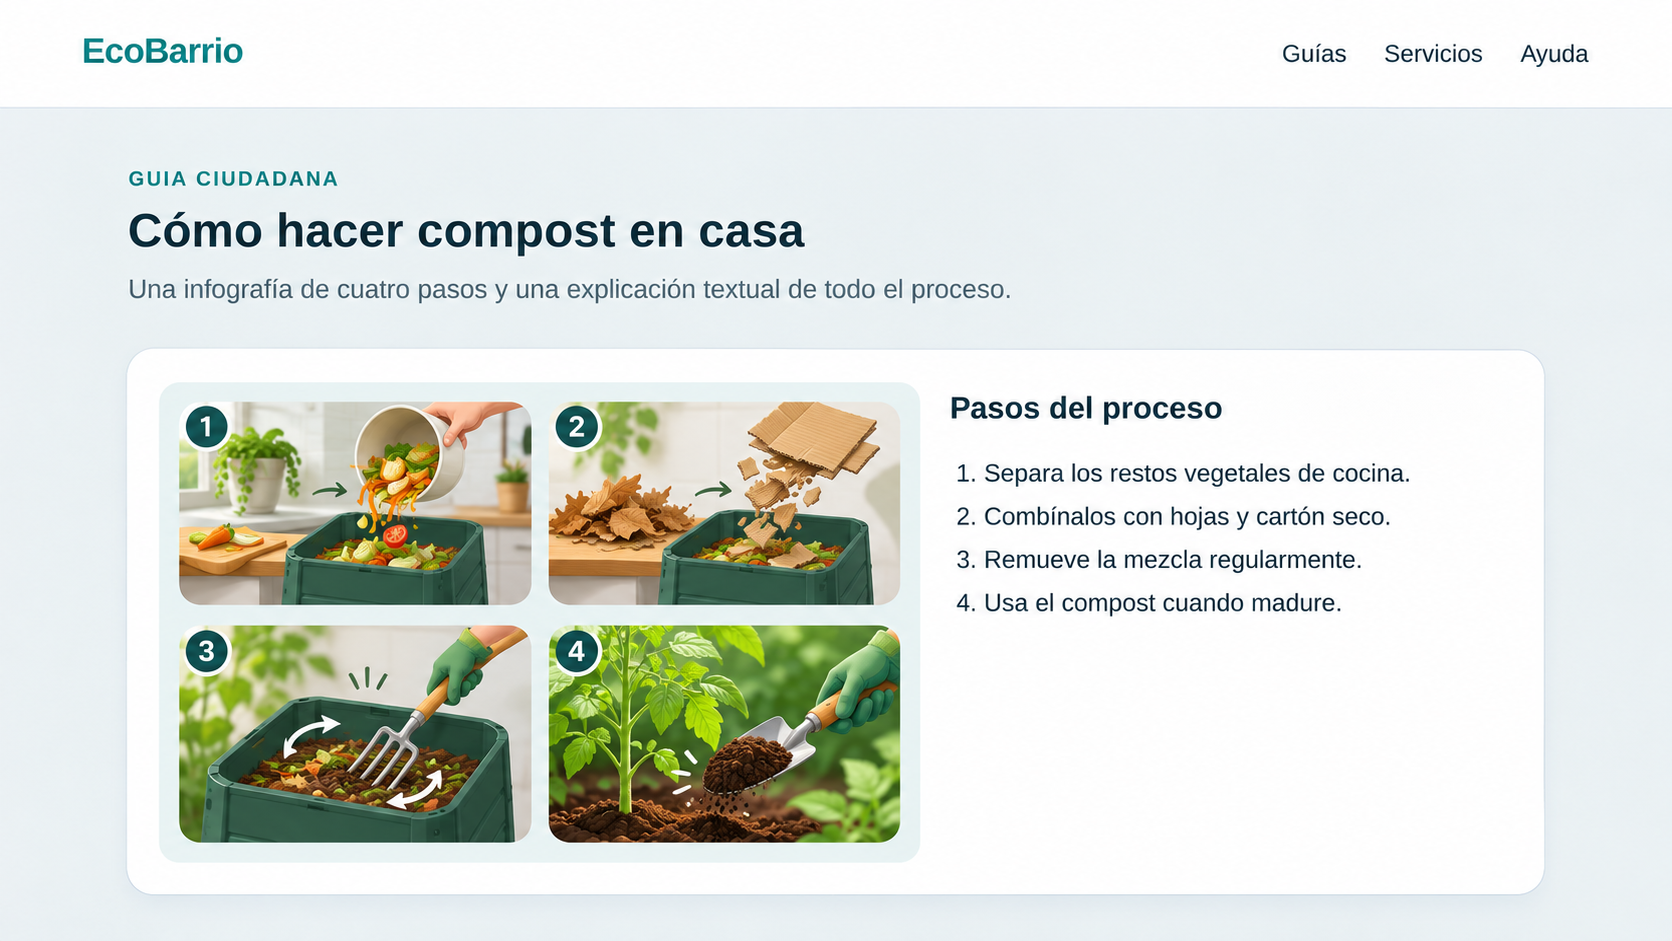 EcoBarrio
Guías Servicios Ayuda
GUIA CIUDADANA
Cómo hacer compost en casa
Una infografía de cuatro pasos y una explicación textual de todo el proceso.
1
2
3
4
Pasos del proceso
1. Separa los restos vegetales de cocina.
2. Combínalos con hojas y cartón seco.
3. Remueve la mezcla regularmente.
4. Usa el compost cuando madure.